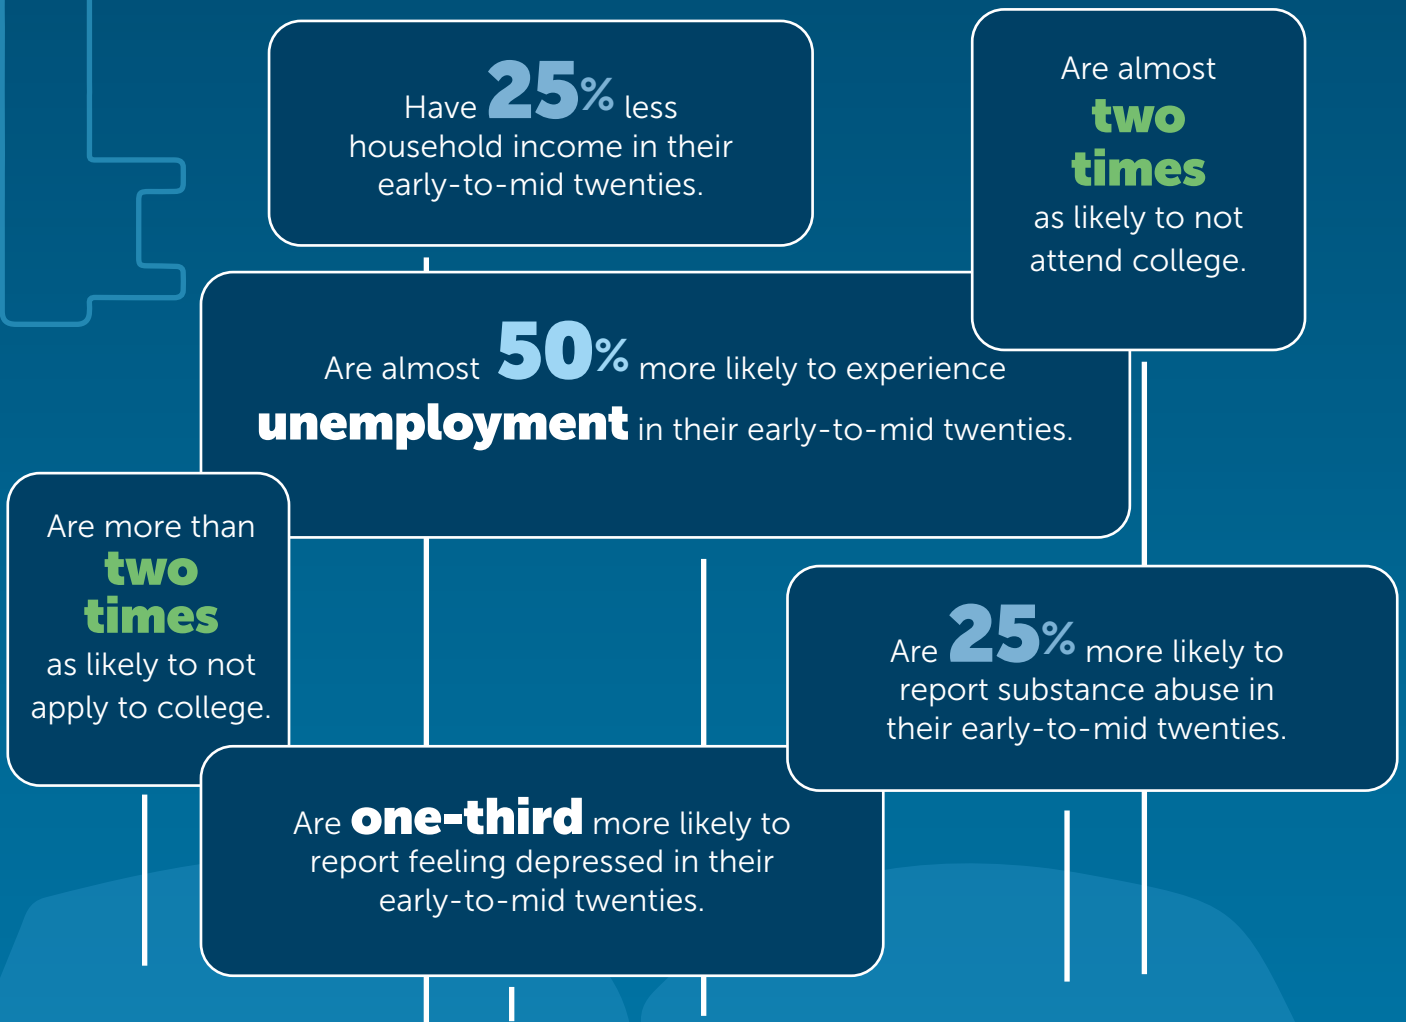 Have 25% less
household income in their
early-to-mid twenties.
Are almost
two
times
as likely to not
attend college.
Are almost 50% more likely to experience
unemployment in their early-to-mid twenties.
Are more than
two
times
as likely to not
apply to college.
Are 25% more likely to
report substance abuse in
their early-to-mid twenties.
Are one-third more likely to
report feeling depressed in their
early-to-mid twenties.